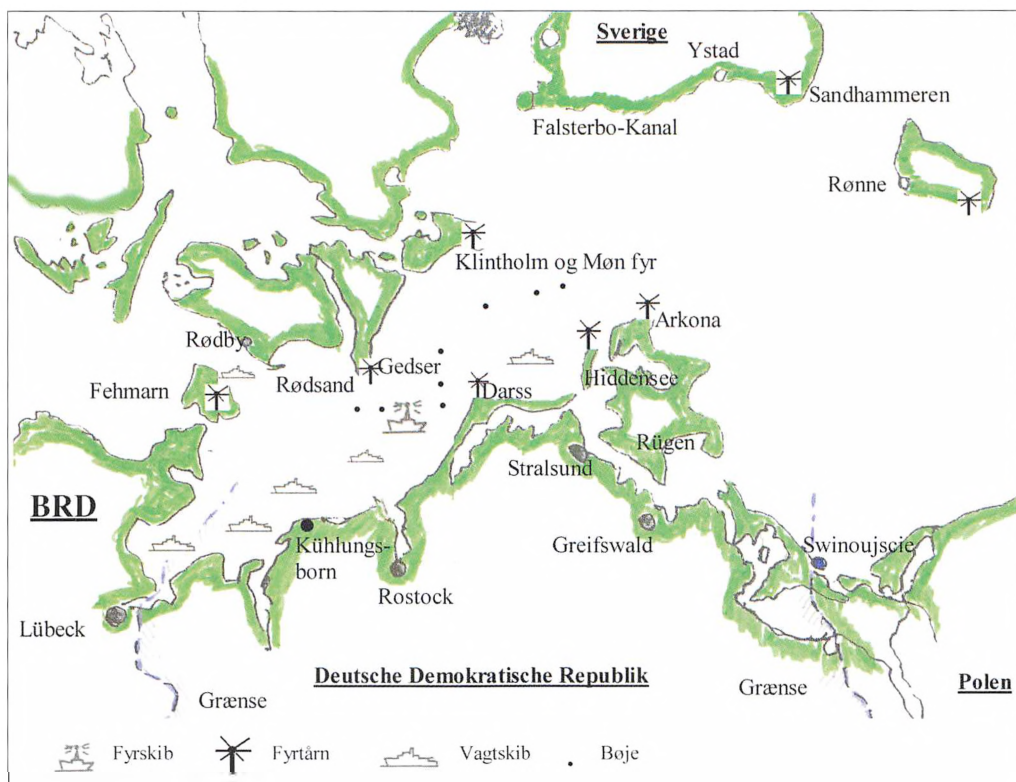 Sverige
Ystad
Sandhammeren
Falsterbo-Kanal
Rønne
Klintholm og Møn fyr
Arkona
Rødby
Gedser
Fehmarn
Rødsand
Darss
Hiddensee
Rügen
Stralsund
BRD
Kühlungs-
born
Greifswald
Swinoujscie
Rostock
Lübeck
Deutsche Demokratische Republik
Grænse
Grænse
Polen
Fyrskib
Fyrtårn
Vagtskib
Bøje